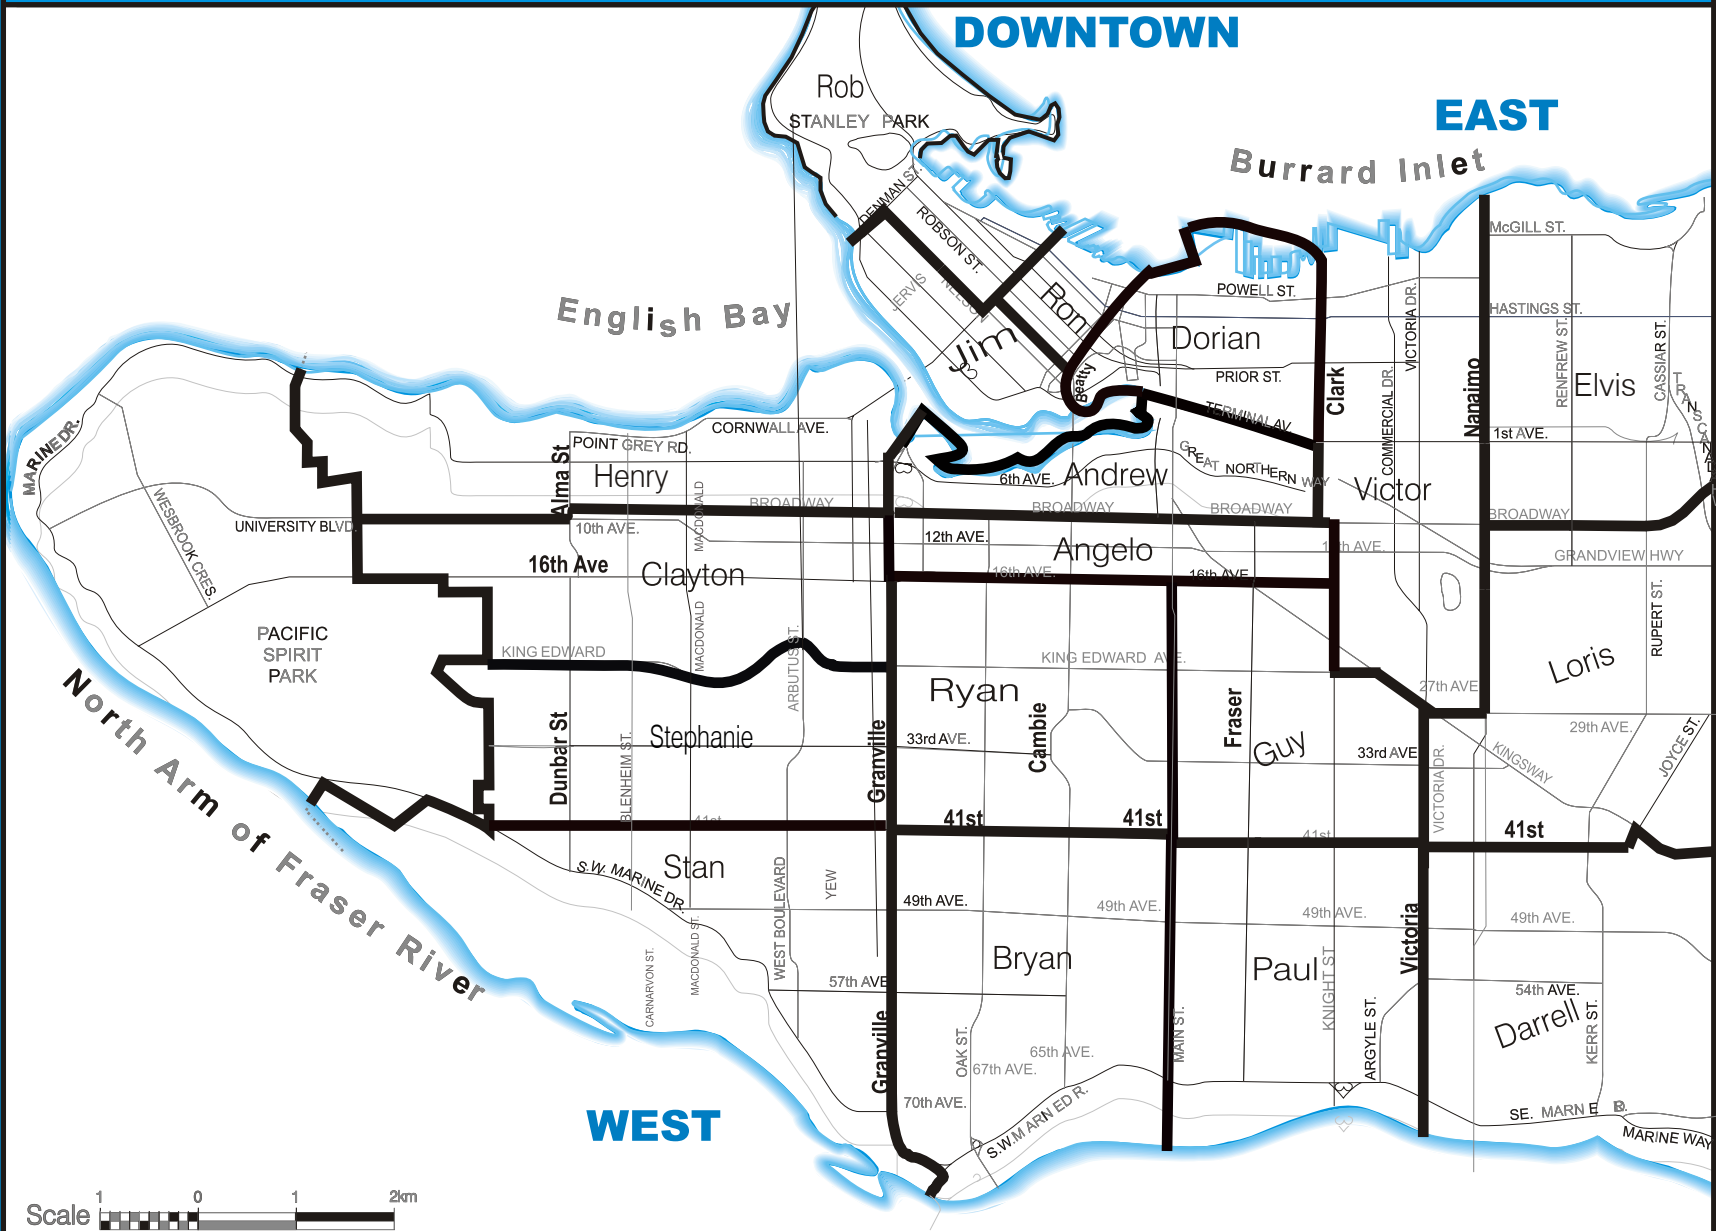 DOWNTOWN
Rob
EAST
STANLEY PARK
Burrard Inlet
DENMAN ST.
ROBSON ST.
McGILL ST.
JERVIS
NELSON
English Bay
Ron
POWELL ST.
VICTORIA DR.
HASTINGS ST.
Jim
Dorian
RENFREW ST.
CASSIAR ST.
Beatty
PRIOR ST.
Clark
Nanaimo
Elvis
COMMERCIAL DR.
TERMINAL AV
CORNWALL AVE.
1st AVE.
MARINE DR.
POINT GREY RD.
Alma St
Henry
6th AVE.
Andrew
GREAT NORTHERN WAY
Victor
MACDONALD
BROADWAY
BROADWAY
BROADWAY
BROADWAY
WESBROOK CRES.
UNIVERSITY BLVD.
10th AVE.
12th AVE.
Angelo
GRANDVIEW HWY
16th Ave
Clayton
16th AVE.
16th AVE
RUPERT ST.
PACIFIC
SPIRIT
PARK
MACDONALD
ARBUTUS ST.
KING EDWARD
KING EDWARD AVE.
Loris
27th AVE
North Arm of Fraser River
Ryan
Dunbar St
BLENHEIM ST.
Stephanie
Granville
33rd AVE.
Cambie
Fraser
Guy
33rd AVE
VICTORIA DR.
29th AVE.
KINGSWAY
JOYCE ST.
41st
41st
41st
41st
41st
Stan
S.W. MARINE DR.
WEST BOULEVARD
YEW
49th AVE.
49th AVE.
49th AVE.
49th AVE.
Victoria
CARNARVON ST.
MACDONALD ST.
57th AVE
Bryan
Paul
KNIGHT ST
54th AVE.
Darrell
KERR ST.
Granville
OAK ST.
65th AVE.
67th AVE.
MAIN ST.
ARGYLE ST.
70th AVE.
WEST
S.W.MARNED R.
SE. MARN E
MARINE WAY
Scale
1 0 1 2km